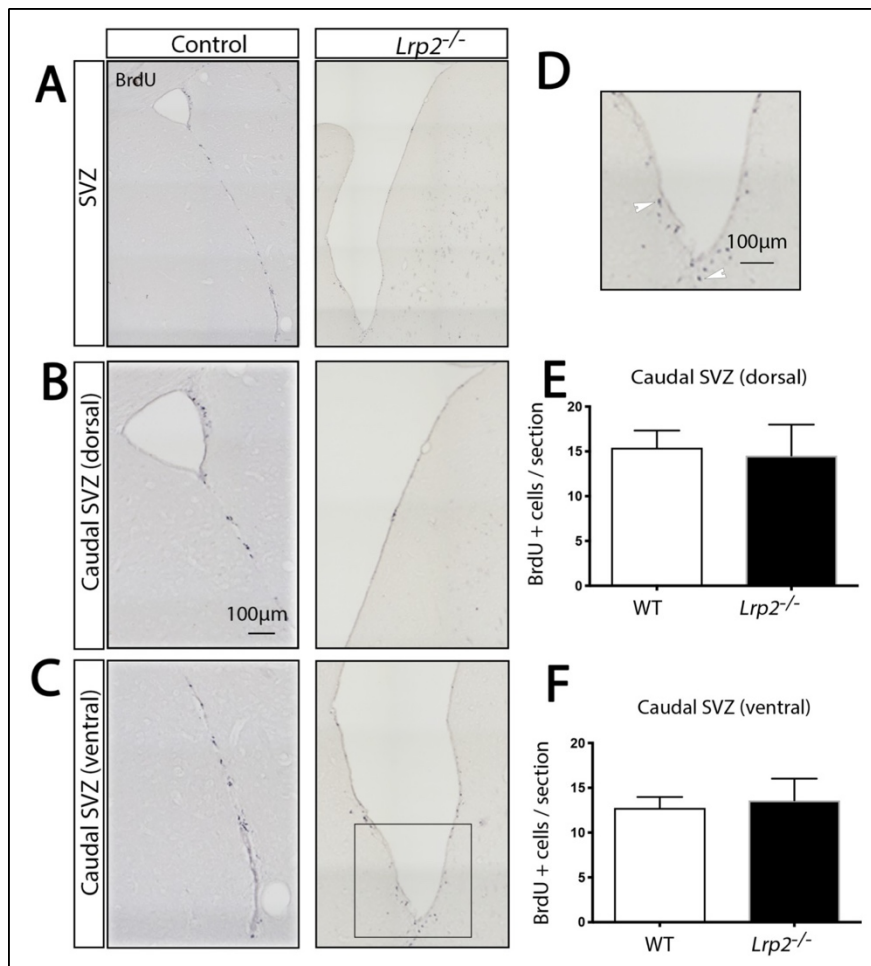 Control
Lrp2-/-
A
BrdU
SVZ
B
Caudal SVZ (dorsal)
100μm
C
Caudal SVZ (ventral)
D
100μm
E
Caudal SVZ (dorsal)
BrdU + cells / section
20
15
10
5
0
WT
Lrp2-/-
F
Caudal SVZ (ventral)
BrdU + cells / section
20
15
10
5
0
WT
Lrp2-/-